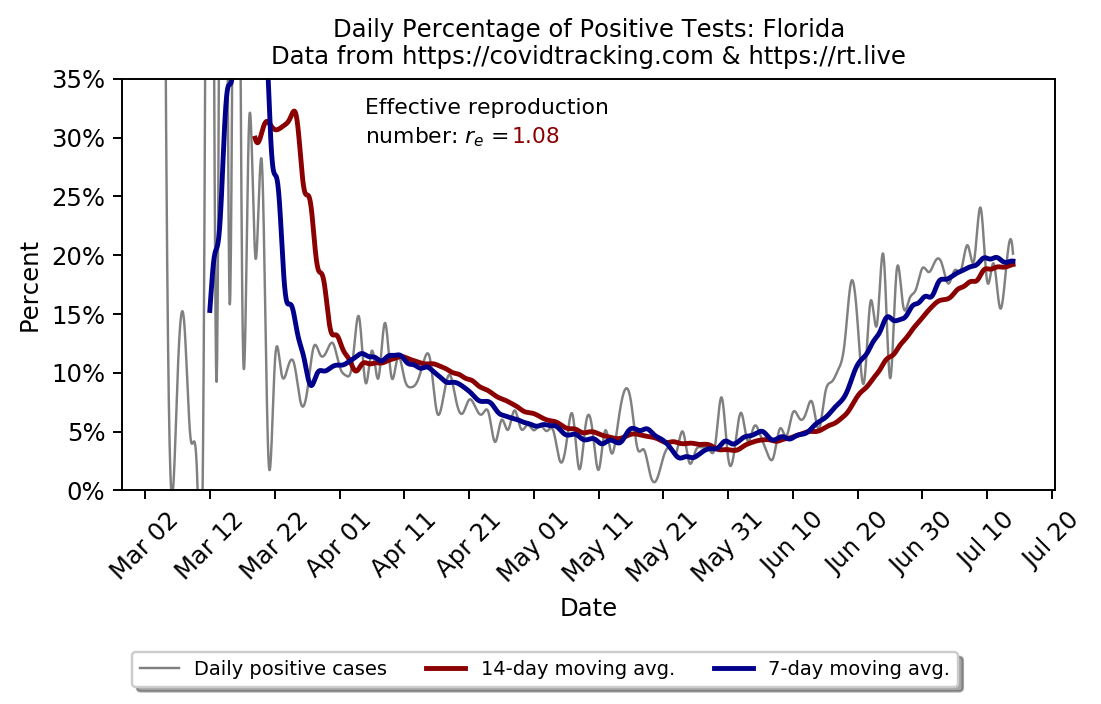 Daily Percentage of Positive Tests: Florida
Data from https://covidtracking.com & https://rt.live
Effective reproduction
number: rₑ =1.08
Percent
35%
30%
25%
20%
15%
10%
5%
0%
Mar 02
Mar 12
Mar 22
Apr 01
Apr 11
Apr 21
May 01
May 11
May 21
May 31
Jun 10
Jun 20
Jun 30
Jul 10
Jul 20
Date
Daily positive cases
14-day moving avg.
7-day moving avg.